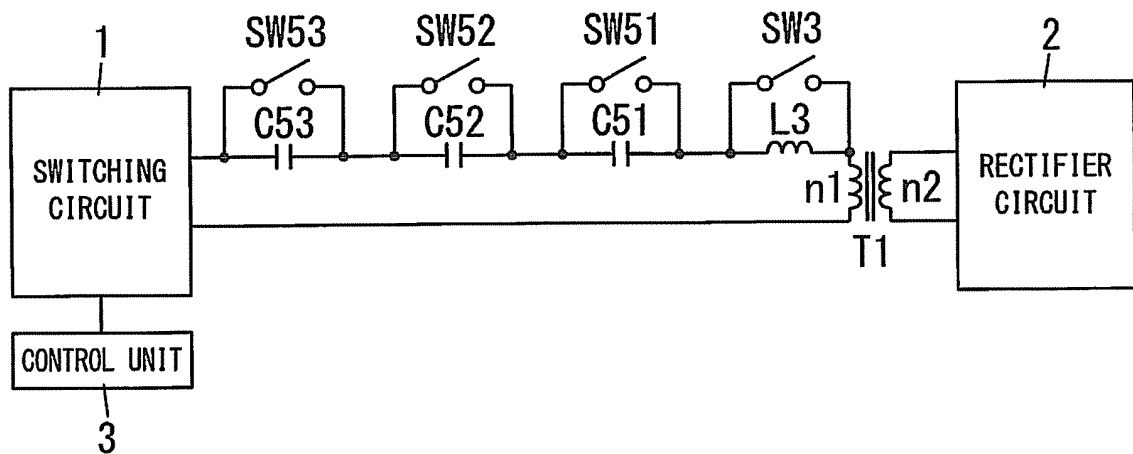 1
SW53
SW52
SW51
SW3
2
C53
C52
C51
L3
SWITCHING
CIRCUIT
n1
n2
RECTIFIER
CIRCUIT
T1
CONTROL UNIT
3